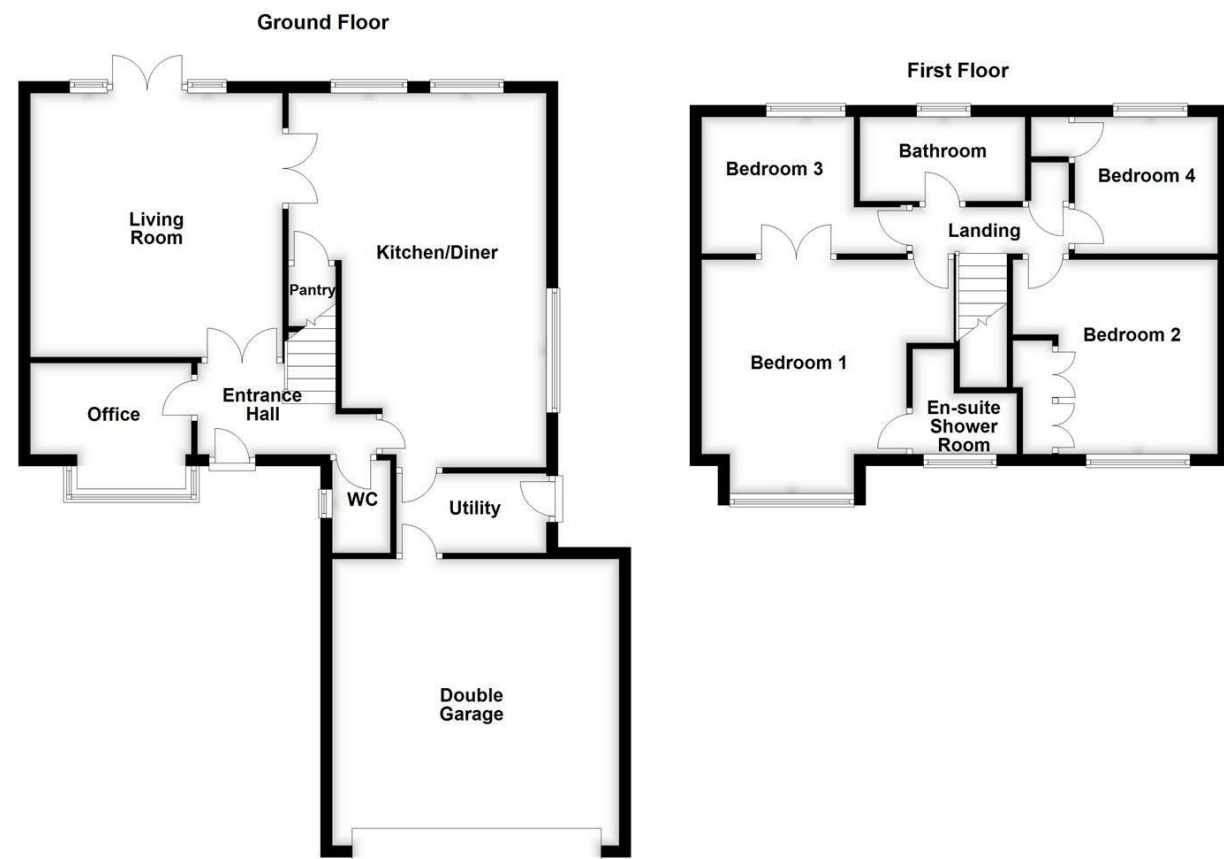 Ground Floor
Living
Room
Kitchen/Diner
Pantry
Entrance
Hall
Office
WC
Utility
Double
Garage
First Floor
Bedroom 3
Bathroom
Bedroom 4
Landing
Bedroom 1
Bedroom 2
En-suite
Shower
Room